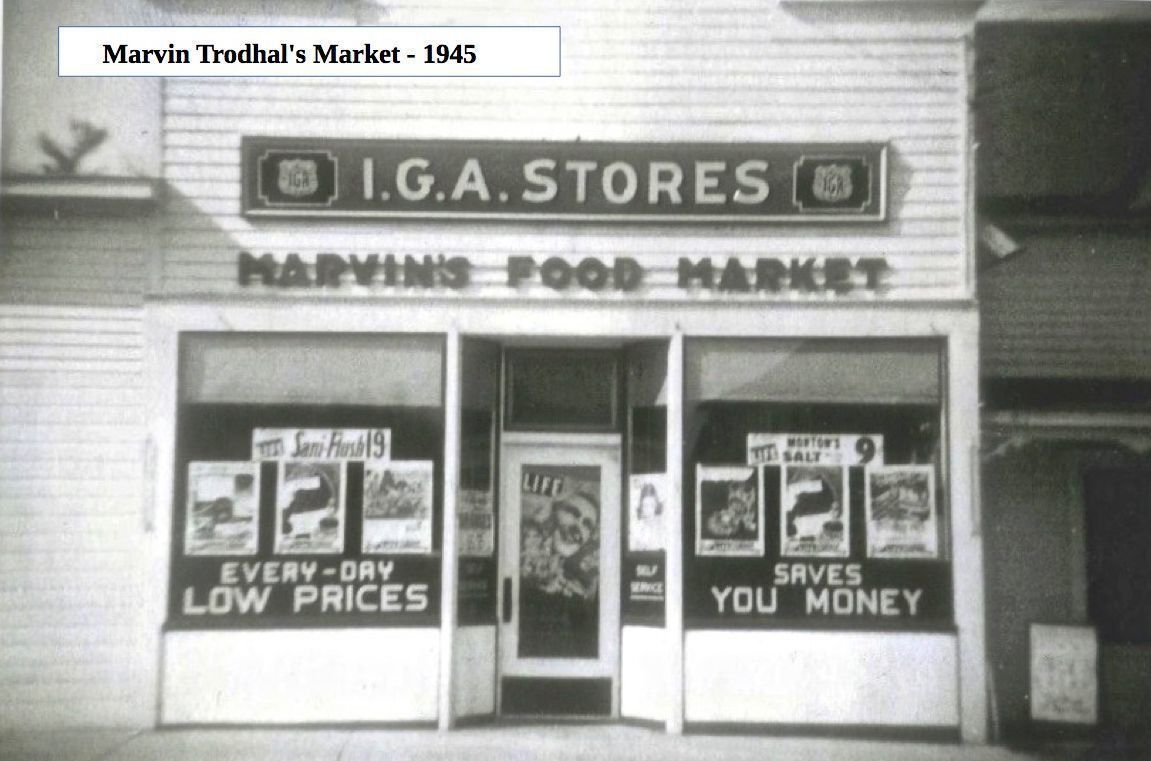 Marvin Trodhal's Market - 1945
IGA
I.G.A. STORES
IGA
MARVIN'S FOOD MARKET
Sani-Flush 19
MORTON'S
SALT 9
LIFE
SELF
SERVICE
EVERY-DAY
LOW PRICES
SAVES
YOU MONEY